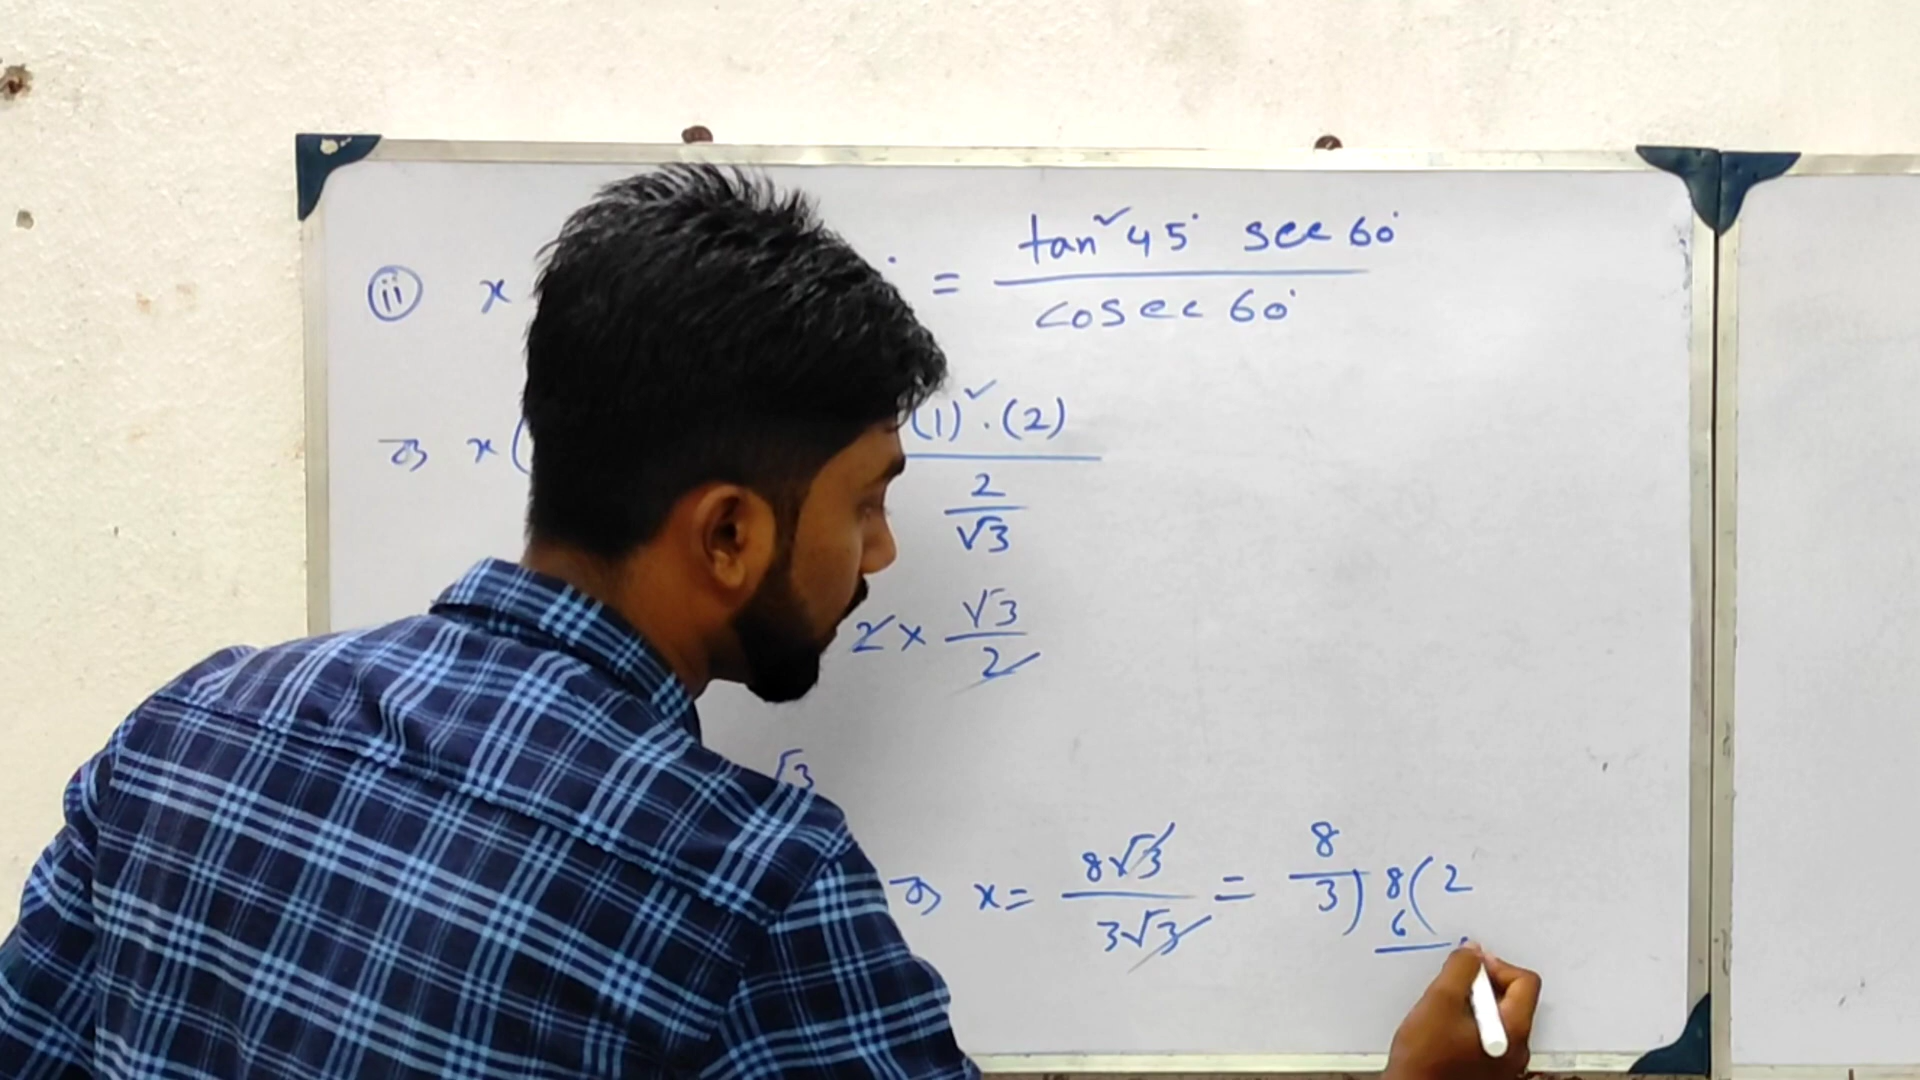 (ii) x = tan²45° sec 60°
cosec 60°
⇒ x( (1)².(2)
2
√3
2 × √3
2
√3
⇒ x = 8√3 = 8
3√3 3) 8 (2
6